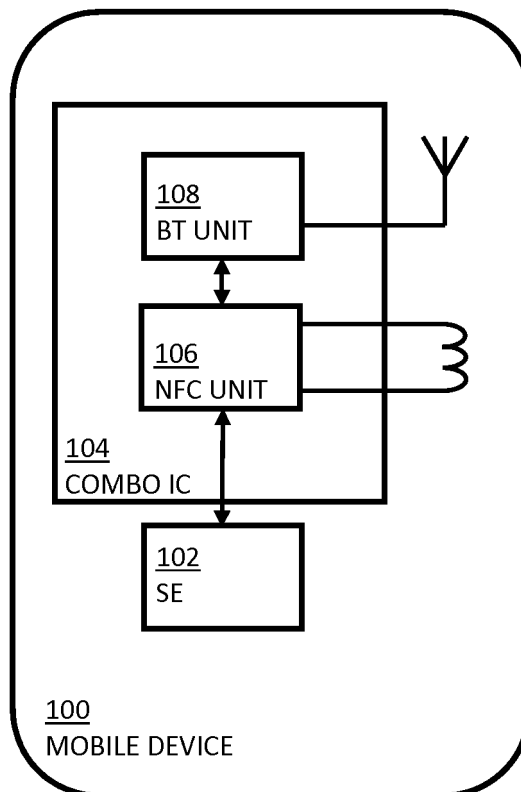 108
BT UNIT
106
NFC UNIT
104
COMBO IC
102
SE
100
MOBILE DEVICE